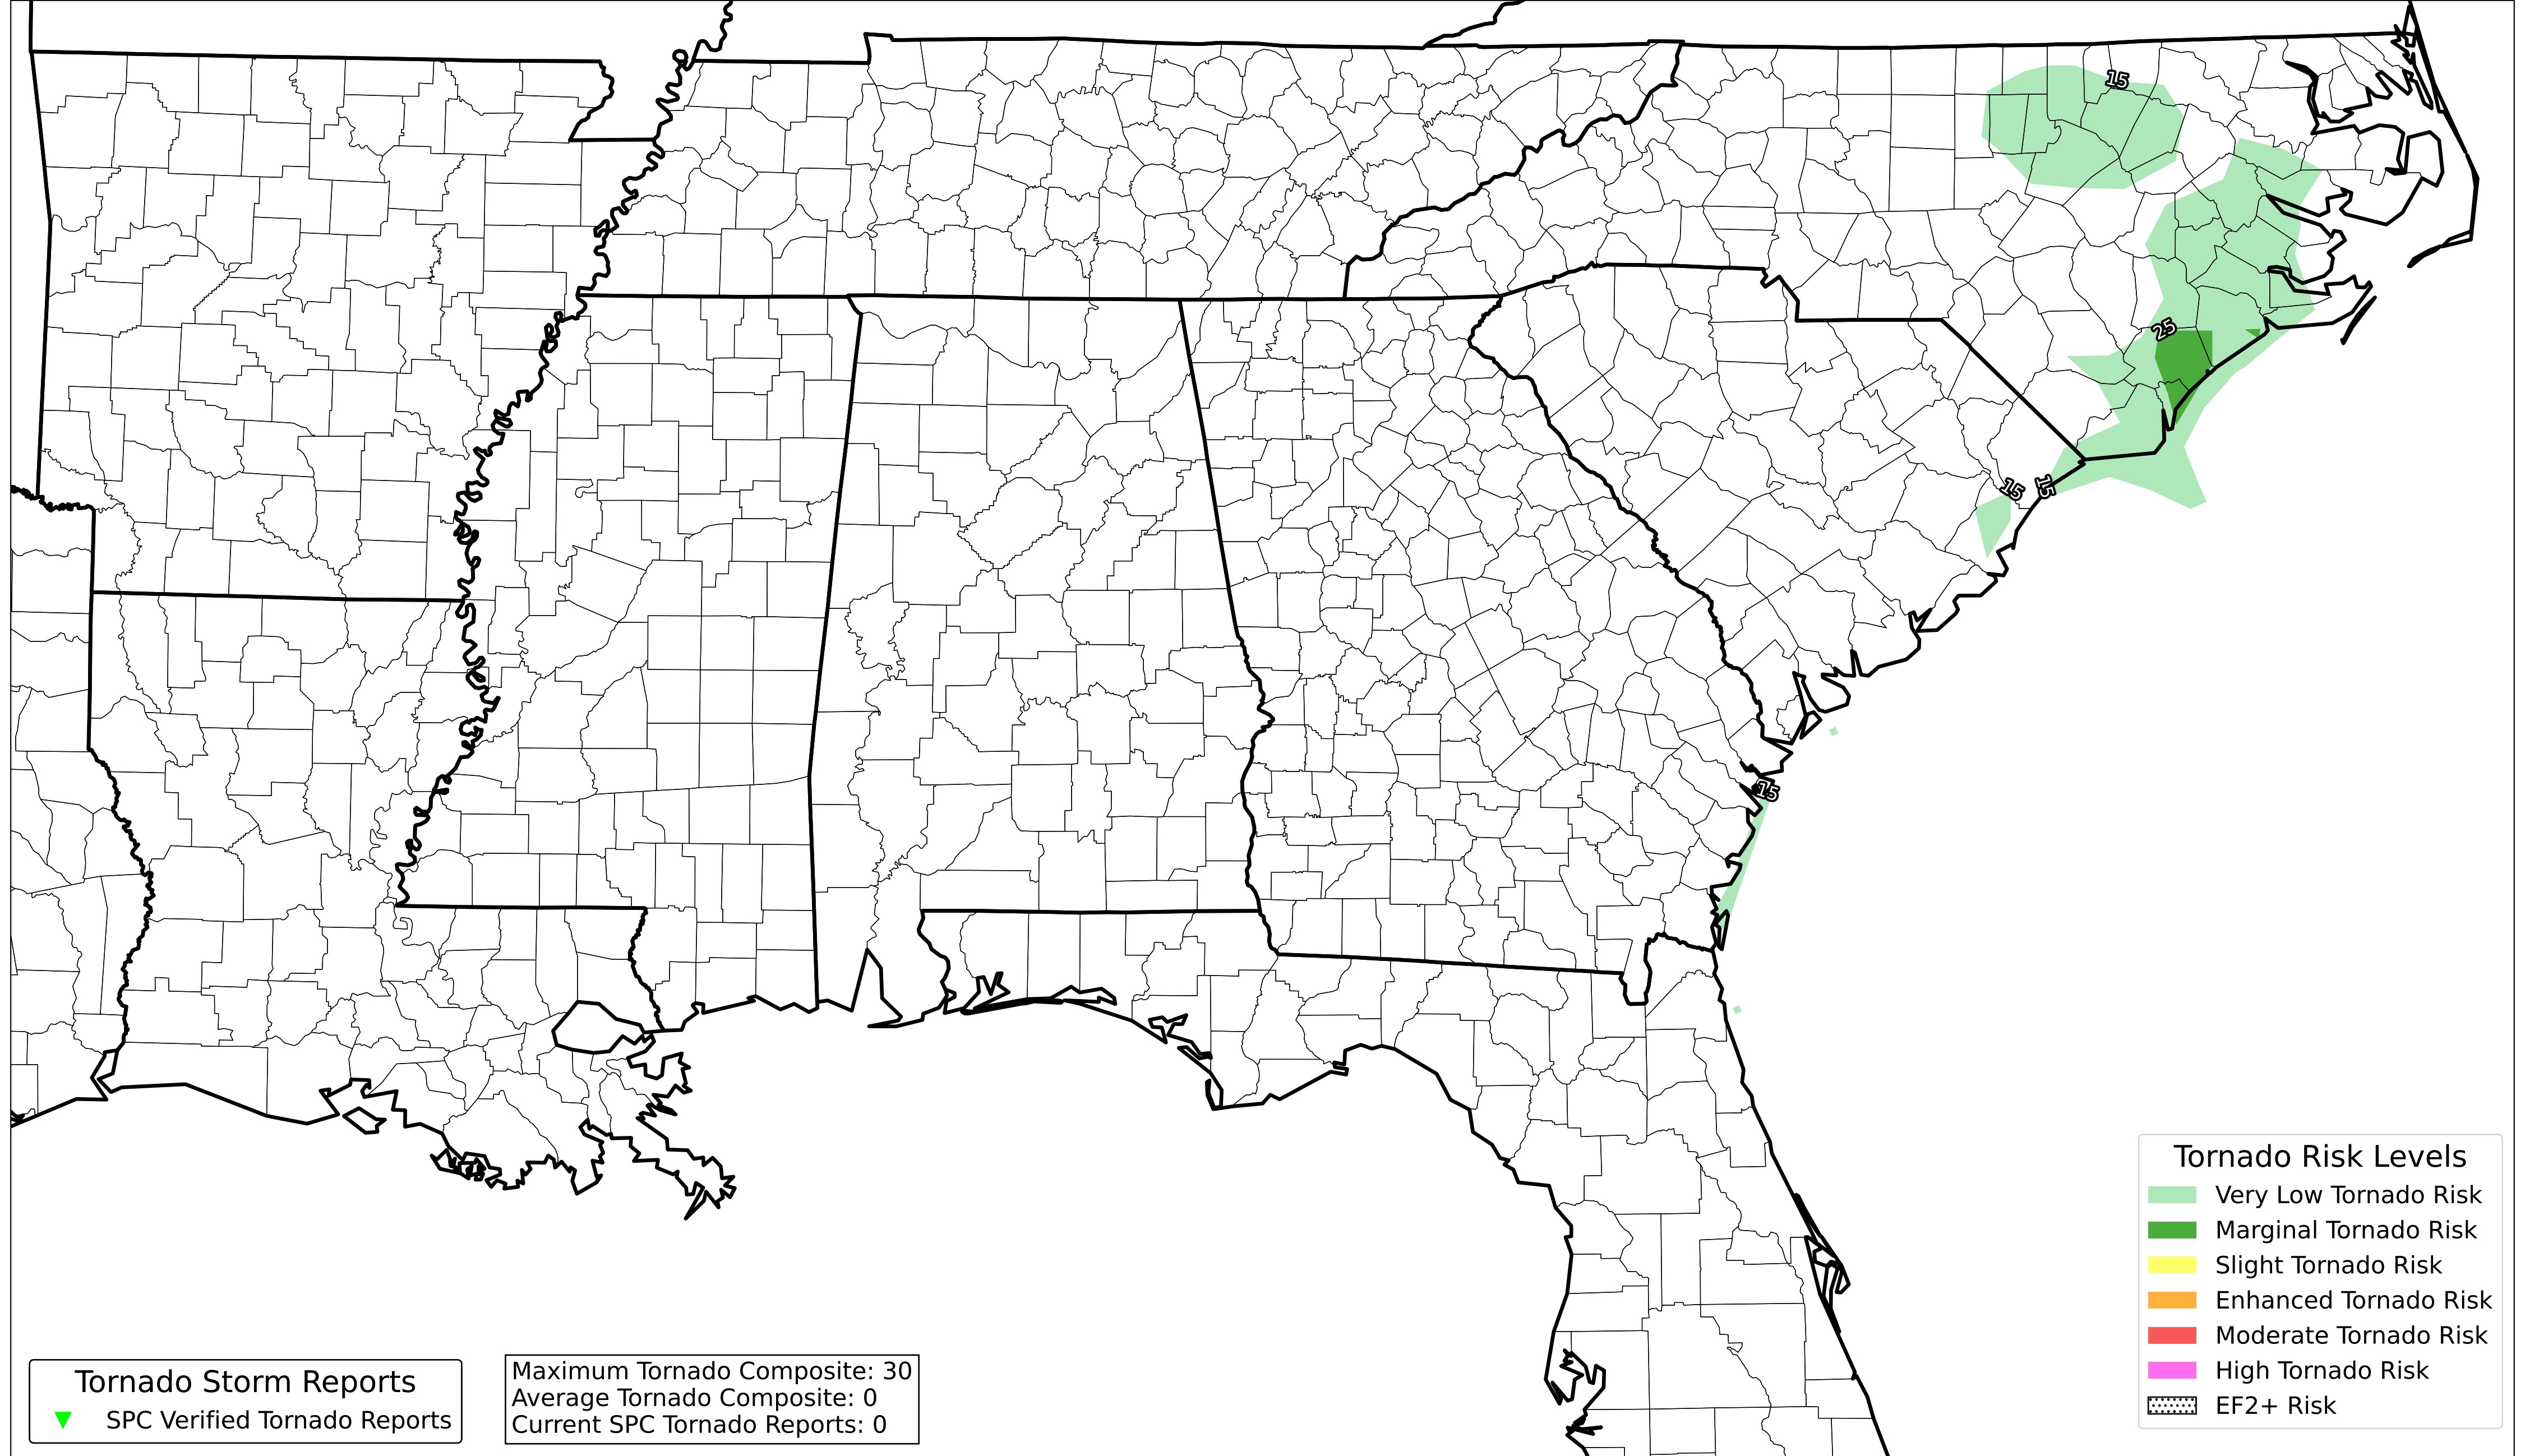 15
25
15
15
15
Tornado Risk Levels
Very Low Tornado Risk
Marginal Tornado Risk
Slight Tornado Risk
Enhanced Tornado Risk
Moderate Tornado Risk
High Tornado Risk
EF2+ Risk
Tornado Storm Reports
SPC Verified Tornado Reports
Maximum Tornado Composite: 30
Average Tornado Composite: 0
Current SPC Tornado Reports: 0